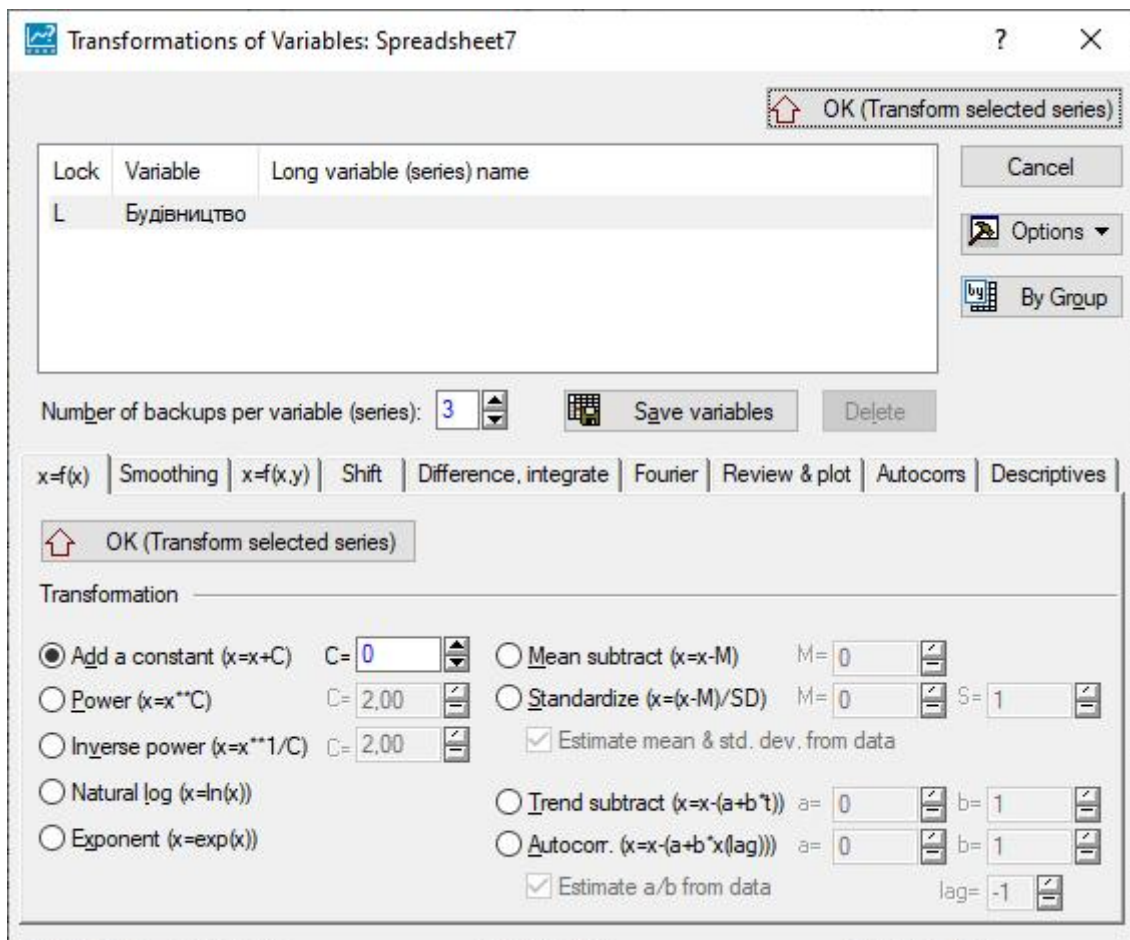 Transformations of Variables: Spreadsheet7 ?
OK (Transform selected series)
Lock Variable Long variable (series) name
L Будівництво
Cancel
Options
by By Group
Number of backups per variable (series): 3 Save variables Delete
x=f(x) Smoothing x=f(x,y) Shift Difference, integrate Fourier Review & plot Autocorrs Descriptives
OK (Transform selected series)
Transformation
Add a constant (x=x+C) C= 0 Mean subtract (x=x-M) M= 0
Power (x=x**C) C= 2,00 Standardize (x=(x-M)/SD) M= 0 S= 1
Inverse power (x=x**1/C) C= 2,00 Estimate mean & std. dev. from data
Natural log (x=ln(x)) Trend subtract (x=x-(a+b*t)) a= 0 b= 1
Exponent (x=exp(x)) Autocorr. (x=x-(a+b*x(lag))) a= 0 b= 1
Estimate a/b from data lag= -1